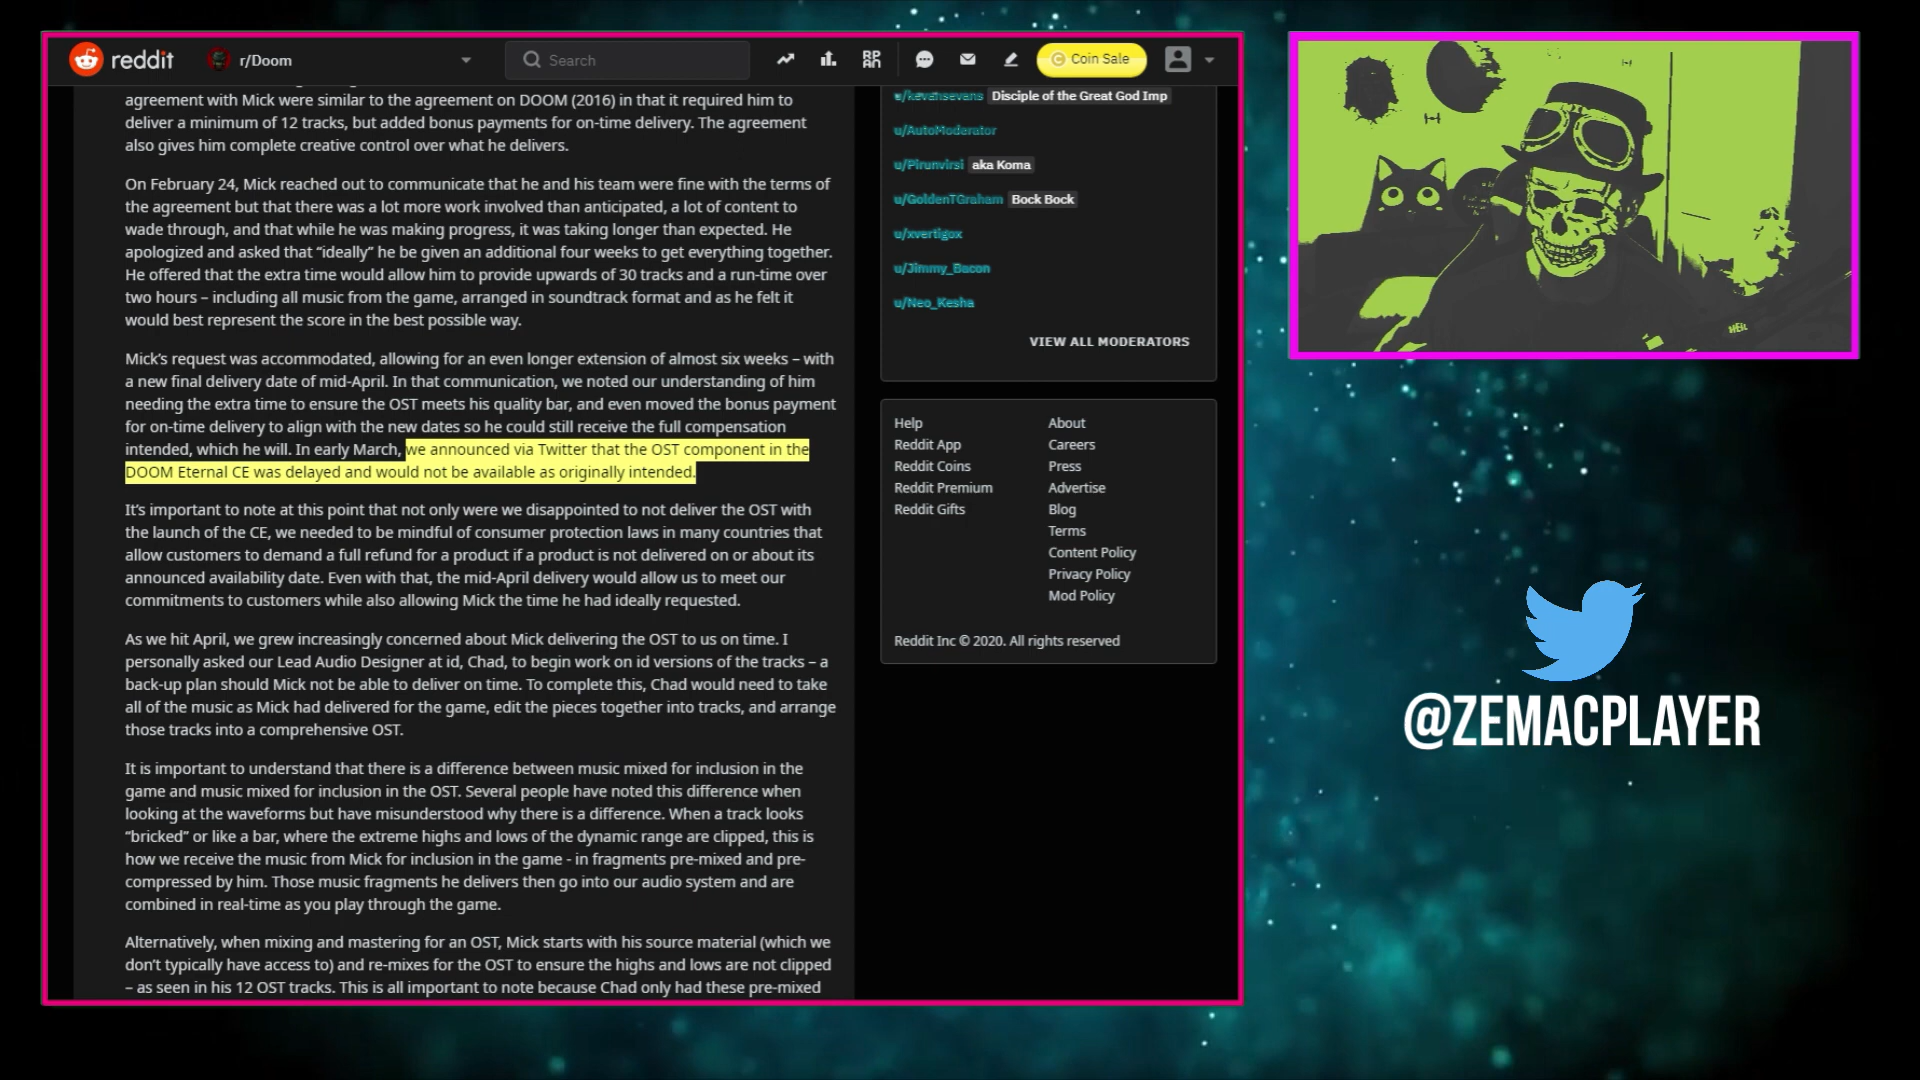 reddit
r/Doom
Search
Coin Sale
agreement with Mick were similar to the agreement on DOOM (2016) in that it required him to
deliver a minimum of 12 tracks, but added bonus payments for on-time delivery. The agreement
also gives him complete creative control over what he delivers.
On February 24, Mick reached out to communicate that he and his team were fine with the terms of
the agreement but that there was a lot more work involved than anticipated, a lot of content to
wade through, and that while he was making progress, it was taking longer than expected. He
apologized and asked that “ideally” he be given an additional four weeks to get everything together.
He offered that the extra time would allow him to provide upwards of 30 tracks and a run-time over
two hours – including all music from the game, arranged in soundtrack format and as he felt it
would best represent the score in the best possible way.
Mick’s request was accommodated, allowing for an even longer extension of almost six weeks – with
a new final delivery date of mid-April. In that communication, we noted our understanding of him
needing the extra time to ensure the OST meets his quality bar, and even moved the bonus payment
for on-time delivery to align with the new dates so he could still receive the full compensation
intended, which he will. In early March, we announced via Twitter that the OST component in the
DOOM Eternal CE was delayed and would not be available as originally intended.
It’s important to note at this point that not only were we disappointed to not deliver the OST with
the launch of the CE, we needed to be mindful of consumer protection laws in many countries that
allow customers to demand a full refund for a product if a product is not delivered on or about its
announced availability date. Even with that, the mid-April delivery would allow us to meet our
commitments to customers while also allowing Mick the time he had ideally requested.
As we hit April, we grew increasingly concerned about Mick delivering the OST to us on time. I
personally asked our Lead Audio Designer at id, Chad, to begin work on id versions of the tracks – a
back-up plan should Mick not be able to deliver on time. To complete this, Chad would need to take
all of the music as Mick had delivered for the game, edit the pieces together into tracks, and arrange
those tracks into a comprehensive OST.
It is important to understand that there is a difference between music mixed for inclusion in the
game and music mixed for inclusion in the OST. Several people have noted this difference when
looking at the waveforms but have misunderstood why there is a difference. When a track looks
“bricked” or like a bar, where the extreme highs and lows of the dynamic range are clipped, this is
how we receive the music from Mick for inclusion in the game - in fragments pre-mixed and pre-
compressed by him. Those music fragments he delivers then go into our audio system and are
combined in real-time as you play through the game.
Alternatively, when mixing and mastering for an OST, Mick starts with his source material (which we
don’t typically have access to) and re-mixes for the OST to ensure the highs and lows are not clipped
– as seen in his 12 OST tracks. This is all important to note because Chad only had these pre-mixed
u/kevansevans Disciple of the Great God Imp
u/AutoModerator
u/Pirunvirsi aka Koma
u/GoldenTGraham Bock Bock
u/xvertigox
u/Jimmy_Bacon
u/Neo_Kesha
VIEW ALL MODERATORS
Help
Reddit App
Reddit Coins
Reddit Premium
Reddit Gifts
About
Careers
Press
Advertise
Blog
Terms
Content Policy
Privacy Policy
Mod Policy
Reddit Inc © 2020. All rights reserved
@ZEMACPLAYER